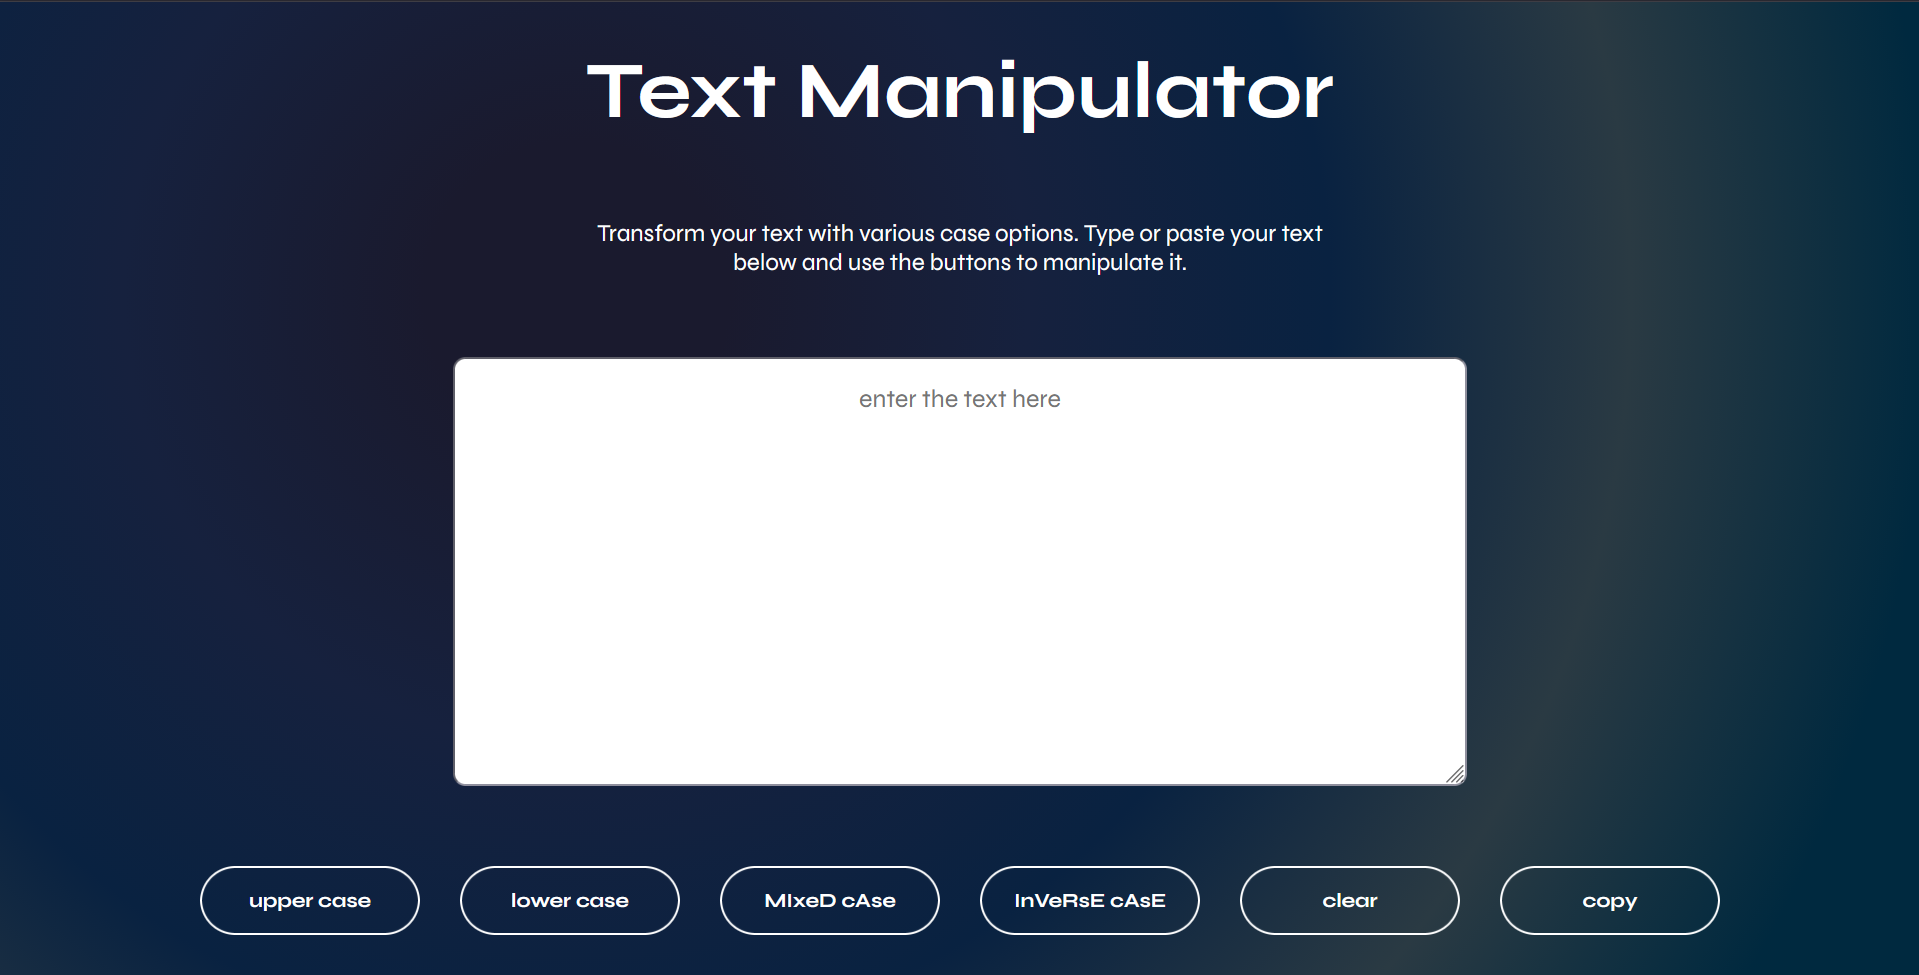 Text Manipulator
Transform your text with various case options. Type or paste your text
below and use the buttons to manipulate it.
enter the text here
upper case
lower case
MIxeD cAse
InVeRsE cAsE
clear
copy